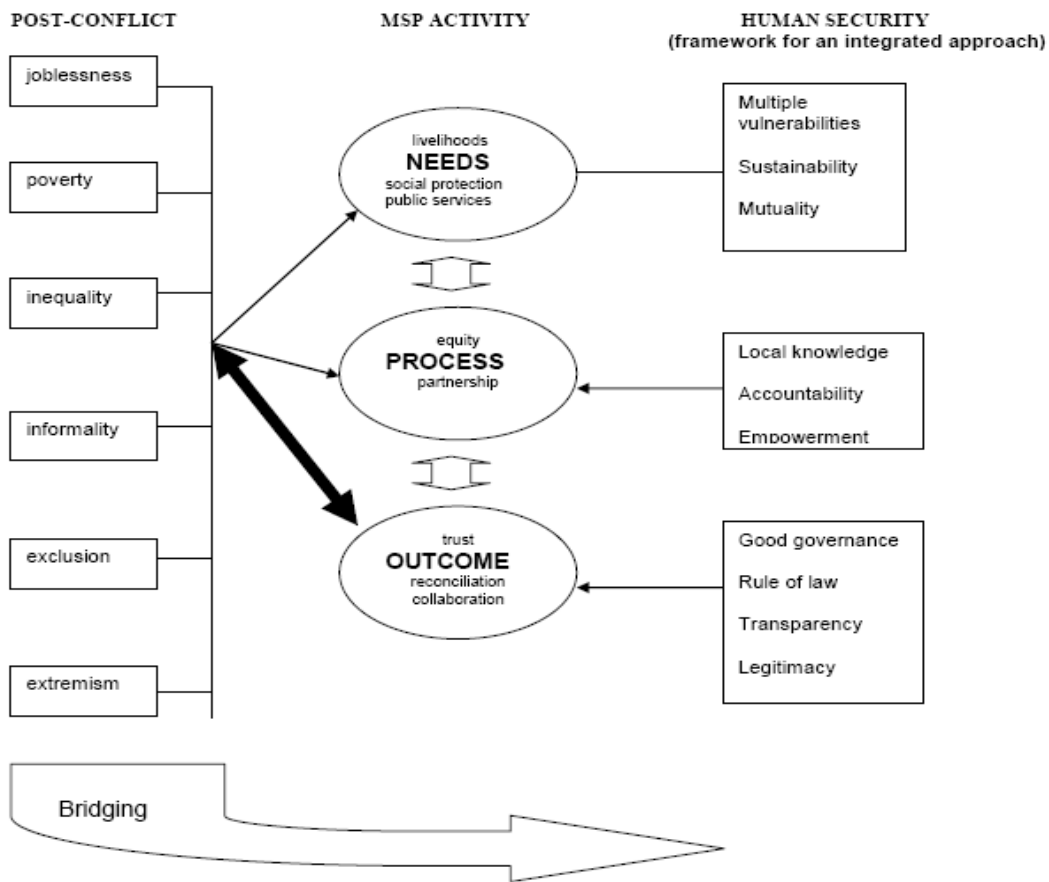 POST-CONFLICT
joblessness
poverty
inequality
informality
exclusion
extremism
MSP ACTIVITY
livelihoods
NEEDS
social protection
public services
equity
PROCESS
partnership
trust
OUTCOME
reconciliation
collaboration
HUMAN SECURITY
(framework for an integrated approach)
Multiple
vulnerabilities
Sustainability
Mutuality
Local knowledge
Accountability
Empowerment
Good governance
Rule of law
Transparency
Legitimacy
Bridging